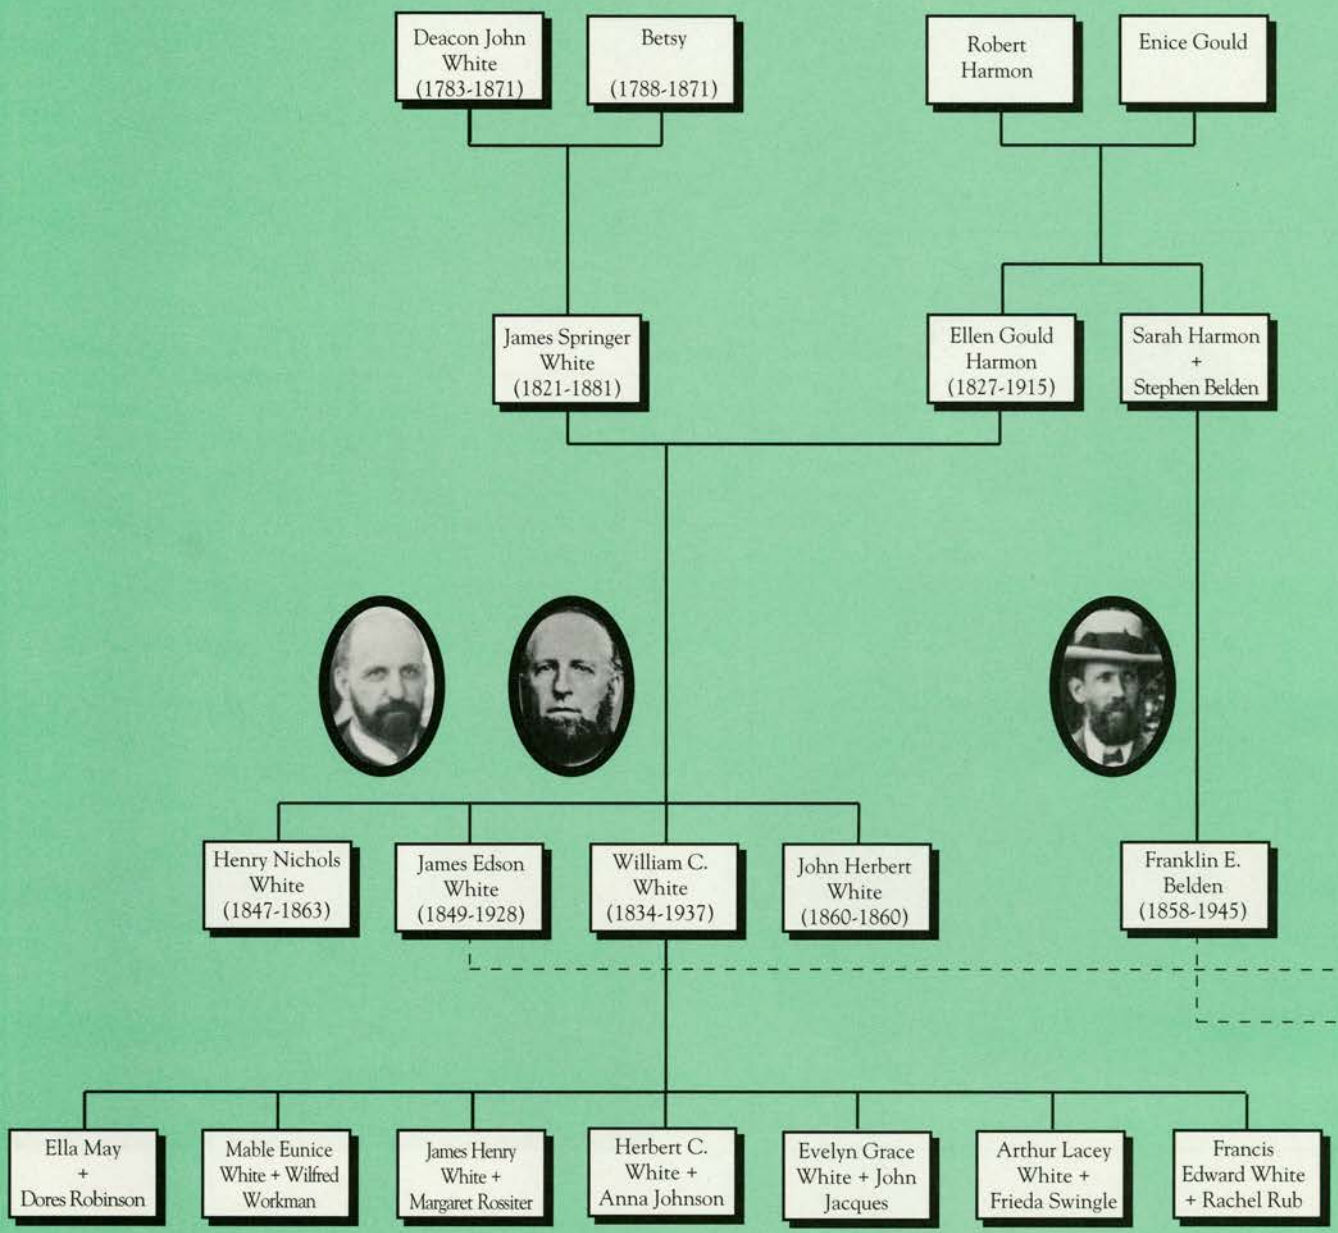 Deacon John
White
(1783-1871)
Betsy
(1788-1871)
Robert
Harmon
Enice Gould
James Springer
White
(1821-1881)
Ellen Gould
Harmon
(1827-1915)
Sarah Harmon
+
Stephen Belden
Henry Nichols
White
(1847-1863)
James Edson
White
(1849-1928)
William C.
White
(1834-1937)
John Herbert
White
(1860-1860)
Franklin E.
Belden
(1858-1945)
Ella May
+
Dores Robinson
Mable Eunice
White + Wilfred
Workman
James Henry
White +
Margaret Rossiter
Herbert C.
White +
Anna Johnson
Evelyn Grace
White + John
Jacques
Arthur Lacey
White +
Frieda Swingle
Francis
Edward White
+ Rachel Rub